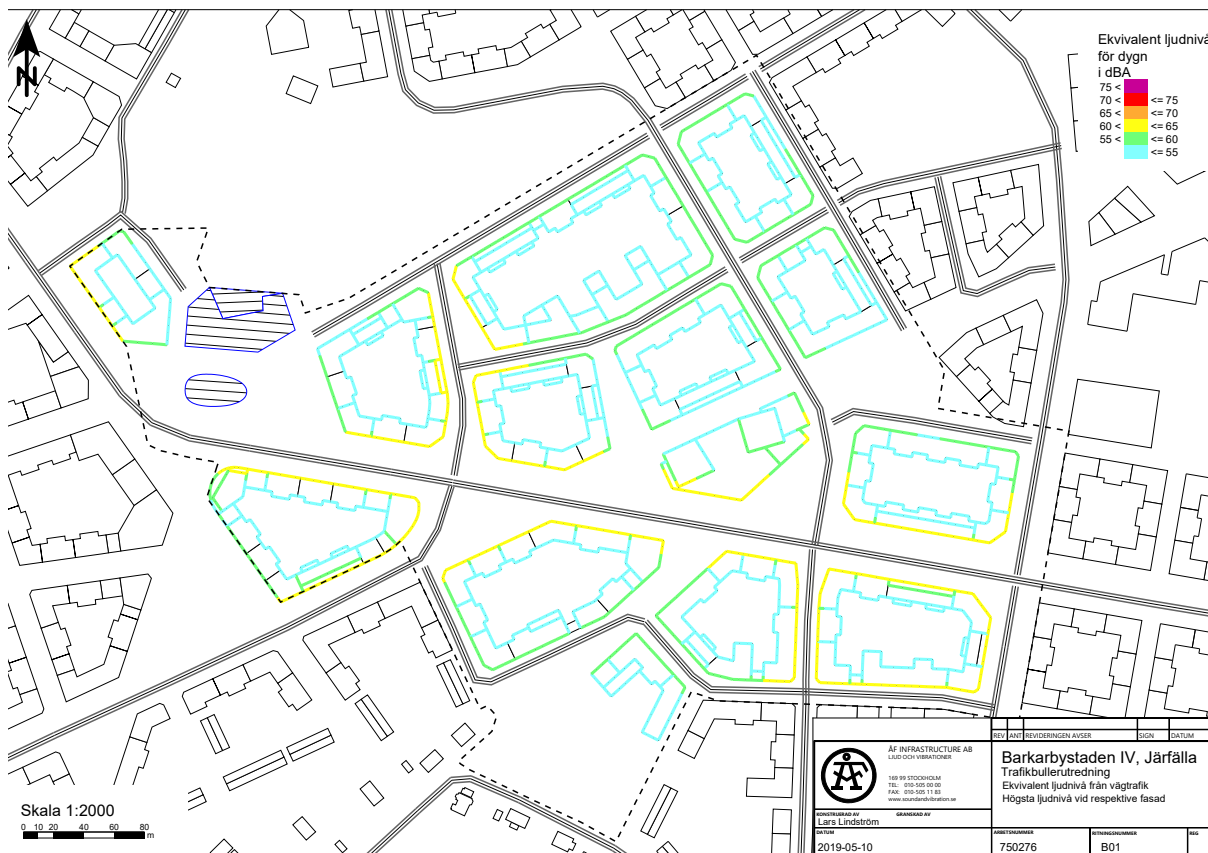 N
Ekvivalent ljudnivå
för dygn
i dBA
75 <
70 < <= 75
65 < <= 70
60 < <= 65
55 < <= 60
<= 55
Skala 1:2000
0 10 20 40 60 80
m
REV ANT REVIDERINGEN AVSER SIGN DATUM
ÅF INFRASTRUCTURE AB
LJUD OCH VIBRATIONER
169 99 STOCKHOLM
TEL: 010-505 00 00
FAX: 010-505 11 83
www.soundandvibration.se
Barkarbystaden IV, Järfälla
Trafikbullerutredning
Ekvivalent ljudnivå från vägtrafik
Högsta ljudnivå vid respektive fasad
KONSTRUERAD AV GRANSKAD AV
Lars Lindström
DATUM ARBETSNUMMER RITNINGSNUMMER REG
2019-05-10 750276 B01